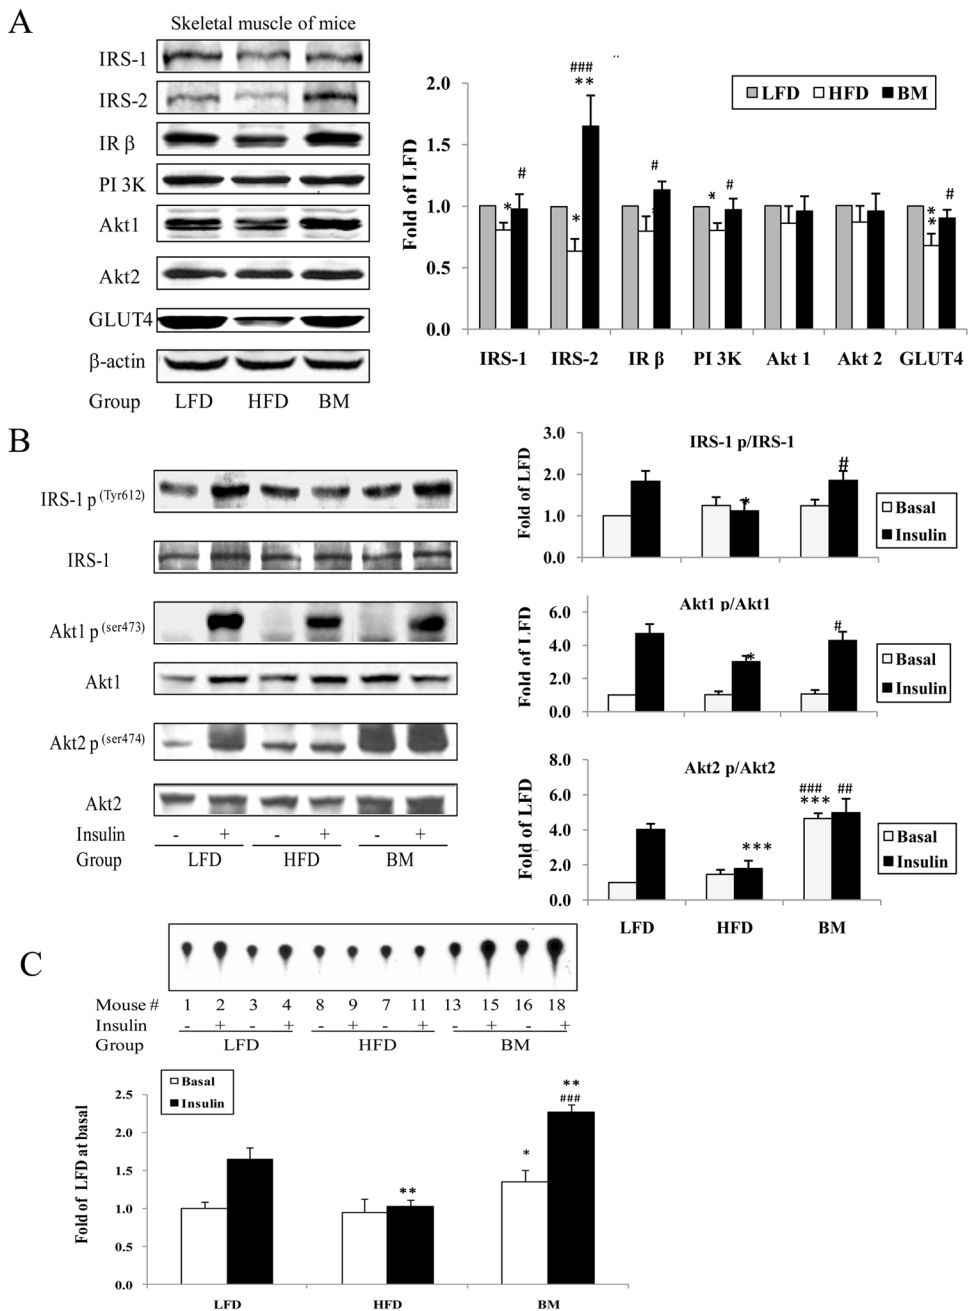 A
Skeletal muscle of mice
IRS-1
IRS-2
IR β
PI 3K
Akt1
Akt2
GLUT4
β-actin
Group LFD HFD BM
Fold of LFD
2.0
1.5
1.0
0.5
0.0
LFD HFD BM
###
**
# * * # * # ** #
IRS-1 IRS-2 IR β PI 3K Akt 1 Akt 2 GLUT4
B
IRS-1 p (Tyr612)
IRS-1
Akt1 p (ser473)
Akt1
Akt2 p (ser474)
Akt2
Insulin - + - + - +
Group LFD HFD BM
IRS-1 p/IRS-1
Fold of LFD
3.0
2.0
1.0
0.0
* #
Basal
Insulin
Akt1 p/Akt1
Fold of LFD
6.0
4.0
2.0
0.0
* #
Basal
Insulin
Akt2 p/Akt2
Fold of LFD
8.0
6.0
4.0
2.0
0.0
### ##
*** ***
Basal
Insulin
LFD HFD BM
C
Mouse # 1 2 3 4 8 9 7 11 13 15 16 18
Insulin - + - + - + - + - + - +
Group LFD HFD BM
Basal
Insulin
Fold of LFD at basal
2.5
2.0
1.5
1.0
0.5
0.0
**
###
*
**
LFD HFD BM